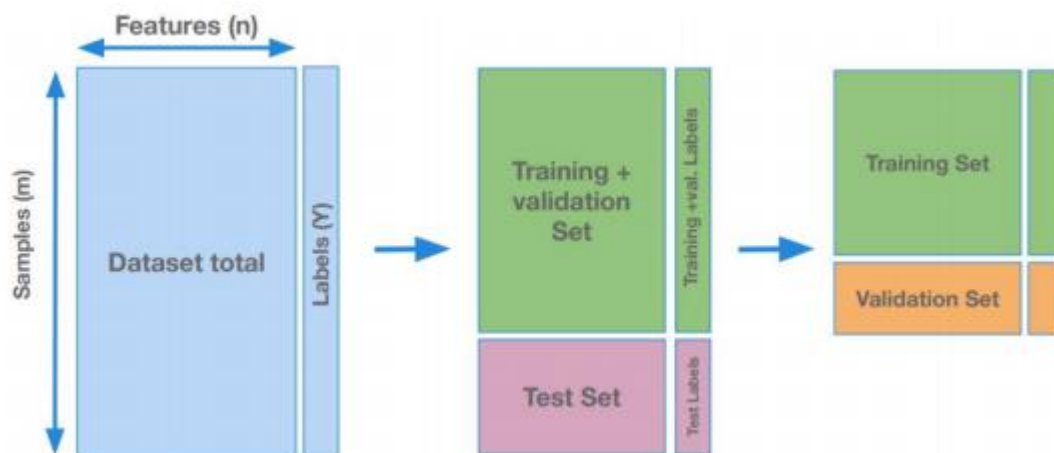 Features (n)
Samples (m)
Dataset total
Labels (Y)
Training +
validation
Set
Training +val. Labels
Test Set
Test Labels
Training Set
Validation Set